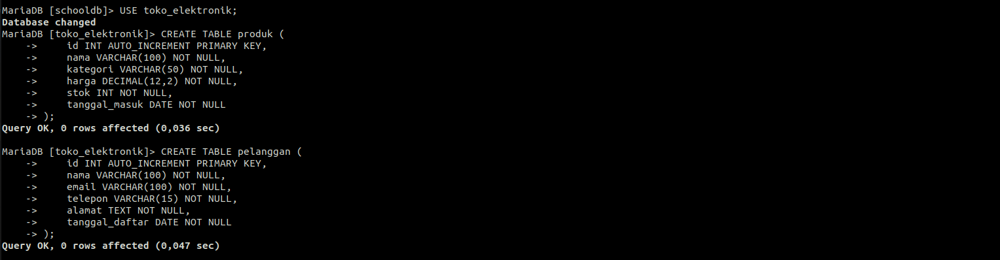 MariaDB [schooldb]> USE toko_elektronik;
Database changed
MariaDB [toko_elektronik]> CREATE TABLE produk (
    ->     id INT AUTO_INCREMENT PRIMARY KEY,
    ->     nama VARCHAR(100) NOT NULL,
    ->     kategori VARCHAR(50) NOT NULL,
    ->     harga DECIMAL(12,2) NOT NULL,
    ->     stok INT NOT NULL,
    ->     tanggal_masuk DATE NOT NULL
    -> );
Query OK, 0 rows affected (0,036 sec)

MariaDB [toko_elektronik]> CREATE TABLE pelanggan (
    ->     id INT AUTO_INCREMENT PRIMARY KEY,
    ->     nama VARCHAR(100) NOT NULL,
    ->     email VARCHAR(100) NOT NULL,
    ->     telepon VARCHAR(15) NOT NULL,
    ->     alamat TEXT NOT NULL,
    ->     tanggal_daftar DATE NOT NULL
    -> );
Query OK, 0 rows affected (0,047 sec)